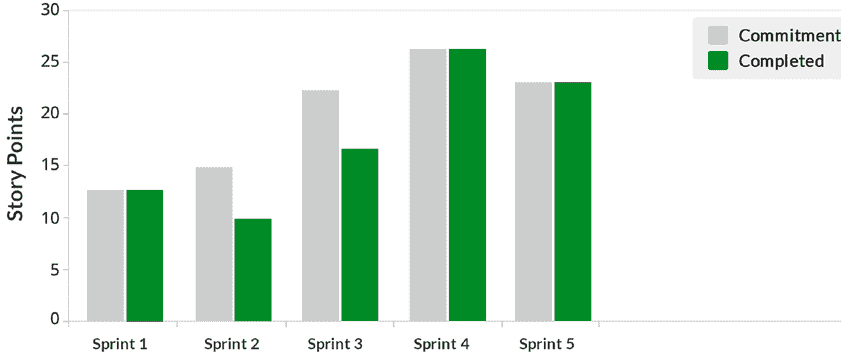 30
Commitment
Completed
25
20
15
10
5
0
Story Points
Sprint 1
Sprint 2
Sprint 3
Sprint 4
Sprint 5